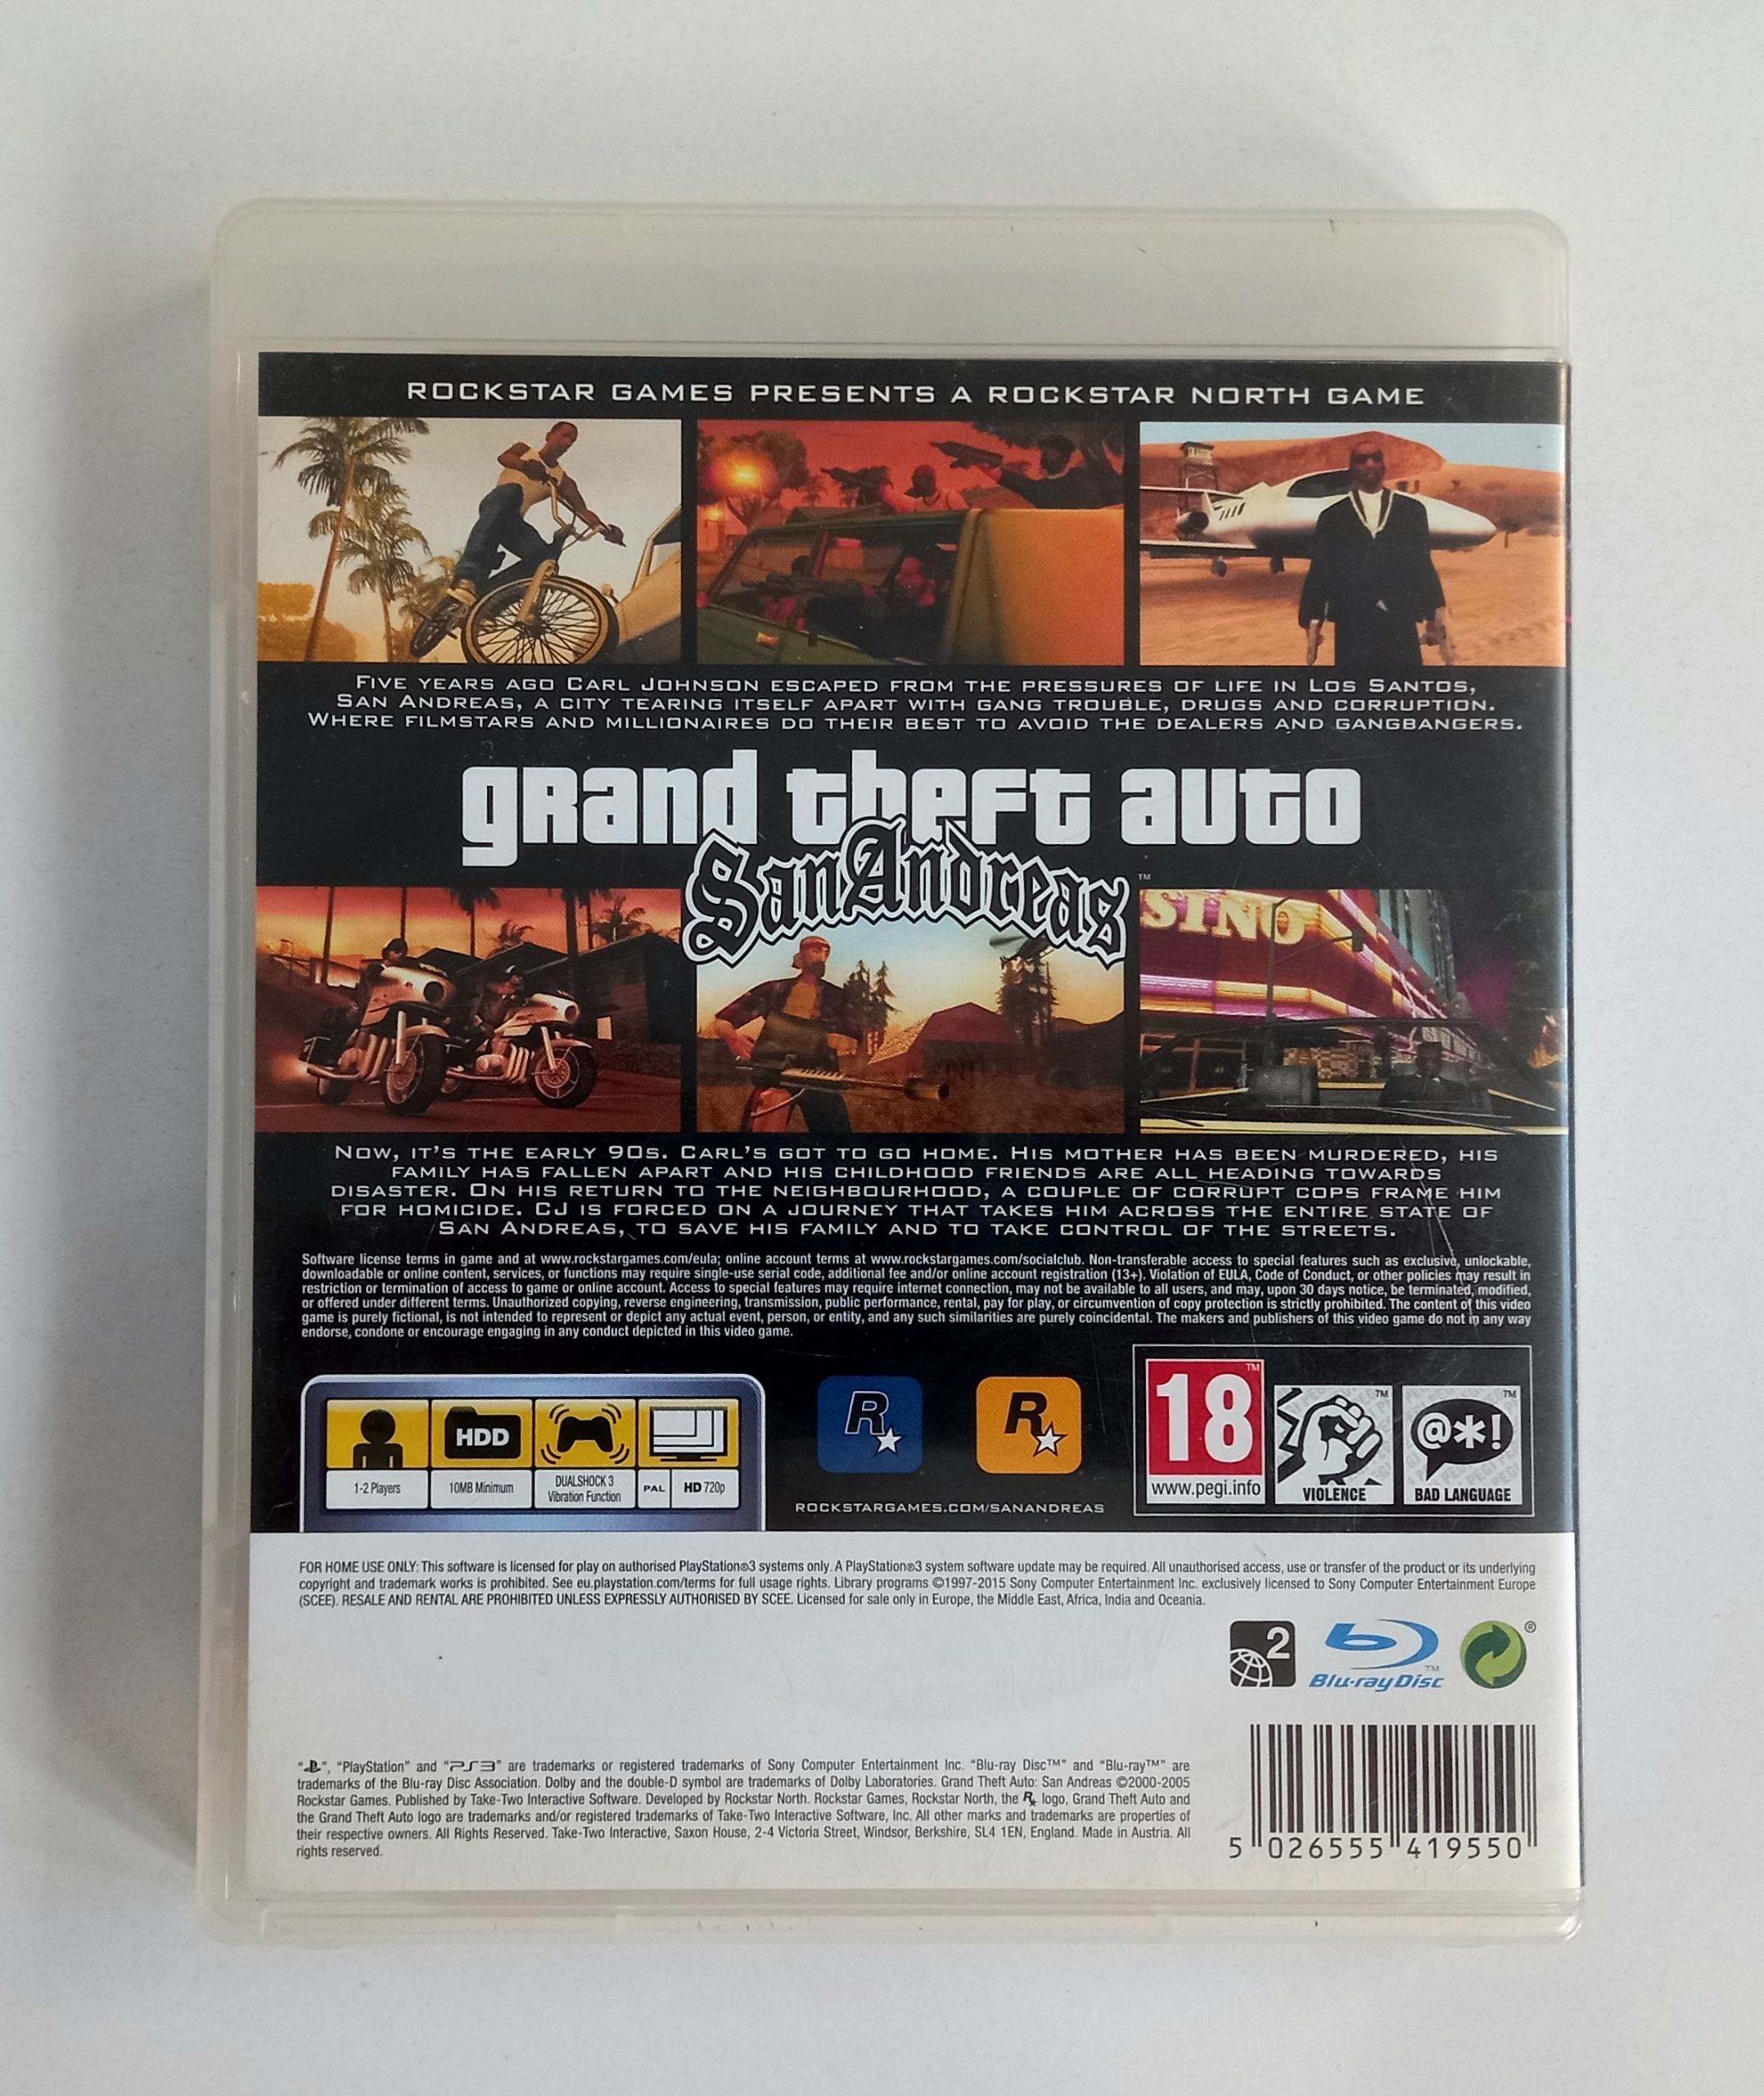 ROCKSTAR GAMES PRESENTS A ROCKSTAR NORTH GAME
FIVE YEARS AGO CARL JOHNSON ESCAPED FROM THE PRESSURES OF LIFE IN LOS SANTOS,
SAN ANDREAS, A CITY TEARING ITSELF APART WITH GANG TROUBLE, DRUGS AND CORRUPTION.
WHERE FILMSTARS AND MILLIONAIRES DO THEIR BEST TO AVOID THE DEALERS AND GANGBANGERS.
grand theft auto
San Andreas™
SINO
NOW, IT'S THE EARLY 90S. CARL'S GOT TO GO HOME. HIS MOTHER HAS BEEN MURDERED, HIS
FAMILY HAS FALLEN APART AND HIS CHILDHOOD FRIENDS ARE ALL HEADING TOWARDS
DISASTER. ON HIS RETURN TO THE NEIGHBOURHOOD, A COUPLE OF CORRUPT COPS FRAME HIM
FOR HOMICIDE. CJ IS FORCED ON A JOURNEY THAT TAKES HIM ACROSS THE ENTIRE STATE OF
SAN ANDREAS, TO SAVE HIS FAMILY AND TO TAKE CONTROL OF THE STREETS.
Software license terms in game and at www.rockstargames.com/eula; online account terms at www.rockstargames.com/socialclub. Non-transferable access to special features such as exclusive, unlockable,
downloadable or online content, services, or functions may require single-use serial code, additional fee and/or online account registration (13+). Violation of EULA, Code of Conduct, or other policies may result in
restriction or termination of access to game or online account. Access to special features may require internet connection, may not be available to all users, and may, upon 30 days notice, be terminated, modified,
or offered under different terms. Unauthorized copying, reverse engineering, transmission, public performance, rental, pay for play, or circumvention of copy protection is strictly prohibited. The content of this video
game is purely fictional, is not intended to represent or depict any actual event, person, or entity, and any such similarities are purely coincidental. The makers and publishers of this video game do not in any way
endorse, condone or encourage engaging in any conduct depicted in this video game.
HDD
1-2 Players
10MB Minimum
DUALSHOCK 3
Vibration Function
PAL
HD 720p
R
R
ROCKSTARGAMES.COM/SANANDREAS
18™
www.pegi.info
™
VIOLENCE
@*!
™
BAD LANGUAGE
FOR HOME USE ONLY: This software is licensed for play on authorised PlayStation®3 systems only. A PlayStation®3 system software update may be required. All unauthorised access, use or transfer of the product or its underlying
copyright and trademark works is prohibited. See eu.playstation.com/terms for full usage rights. Library programs ©1997-2015 Sony Computer Entertainment Inc. exclusively licensed to Sony Computer Entertainment Europe
(SCEE). RESALE AND RENTAL ARE PROHIBITED UNLESS EXPRESSLY AUTHORISED BY SCEE. Licensed for sale only in Europe, the Middle East, Africa, India and Oceania.
2
Blu-ray Disc™
®
"PS", "PlayStation" and "PS3" are trademarks or registered trademarks of Sony Computer Entertainment Inc. "Blu-ray Disc™" and "Blu-ray™" are
trademarks of the Blu-ray Disc Association. Dolby and the double-D symbol are trademarks of Dolby Laboratories. Grand Theft Auto: San Andreas ©2000-2005
Rockstar Games. Published by Take-Two Interactive Software. Developed by Rockstar North. Rockstar Games, Rockstar North, the R logo, Grand Theft Auto and
the Grand Theft Auto logo are trademarks and/or registered trademarks of Take-Two Interactive Software, Inc. All other marks and trademarks are properties of
their respective owners. All Rights Reserved. Take-Two Interactive, Saxon House, 2-4 Victoria Street, Windsor, Berkshire, SL4 1EN, England. Made in Austria. All
rights reserved.
5 026555 419550